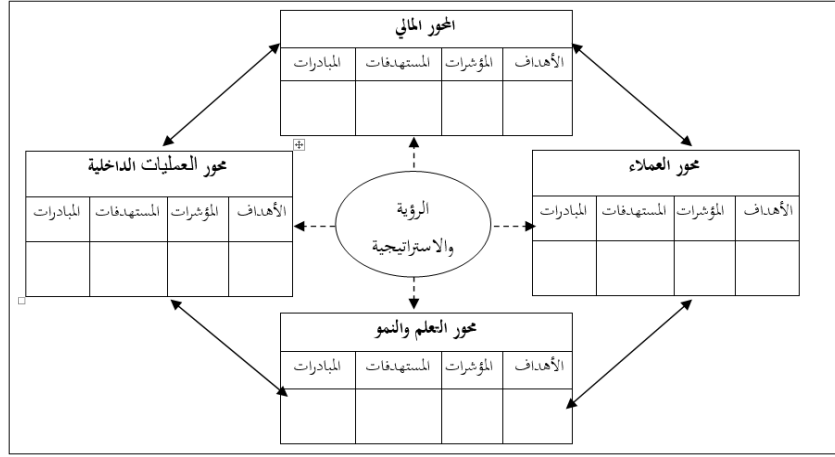 المحور المالي
الأهداف المؤشرات المستهدفات المبادرات
محور العملاء
الأهداف المؤشرات المستهدفات المبادرات
الرؤية
والاستراتيجية
محور العمليات الداخلية
الأهداف المؤشرات المستهدفات المبادرات
محور التعلم والنمو
الأهداف المؤشرات المستهدفات المبادرات